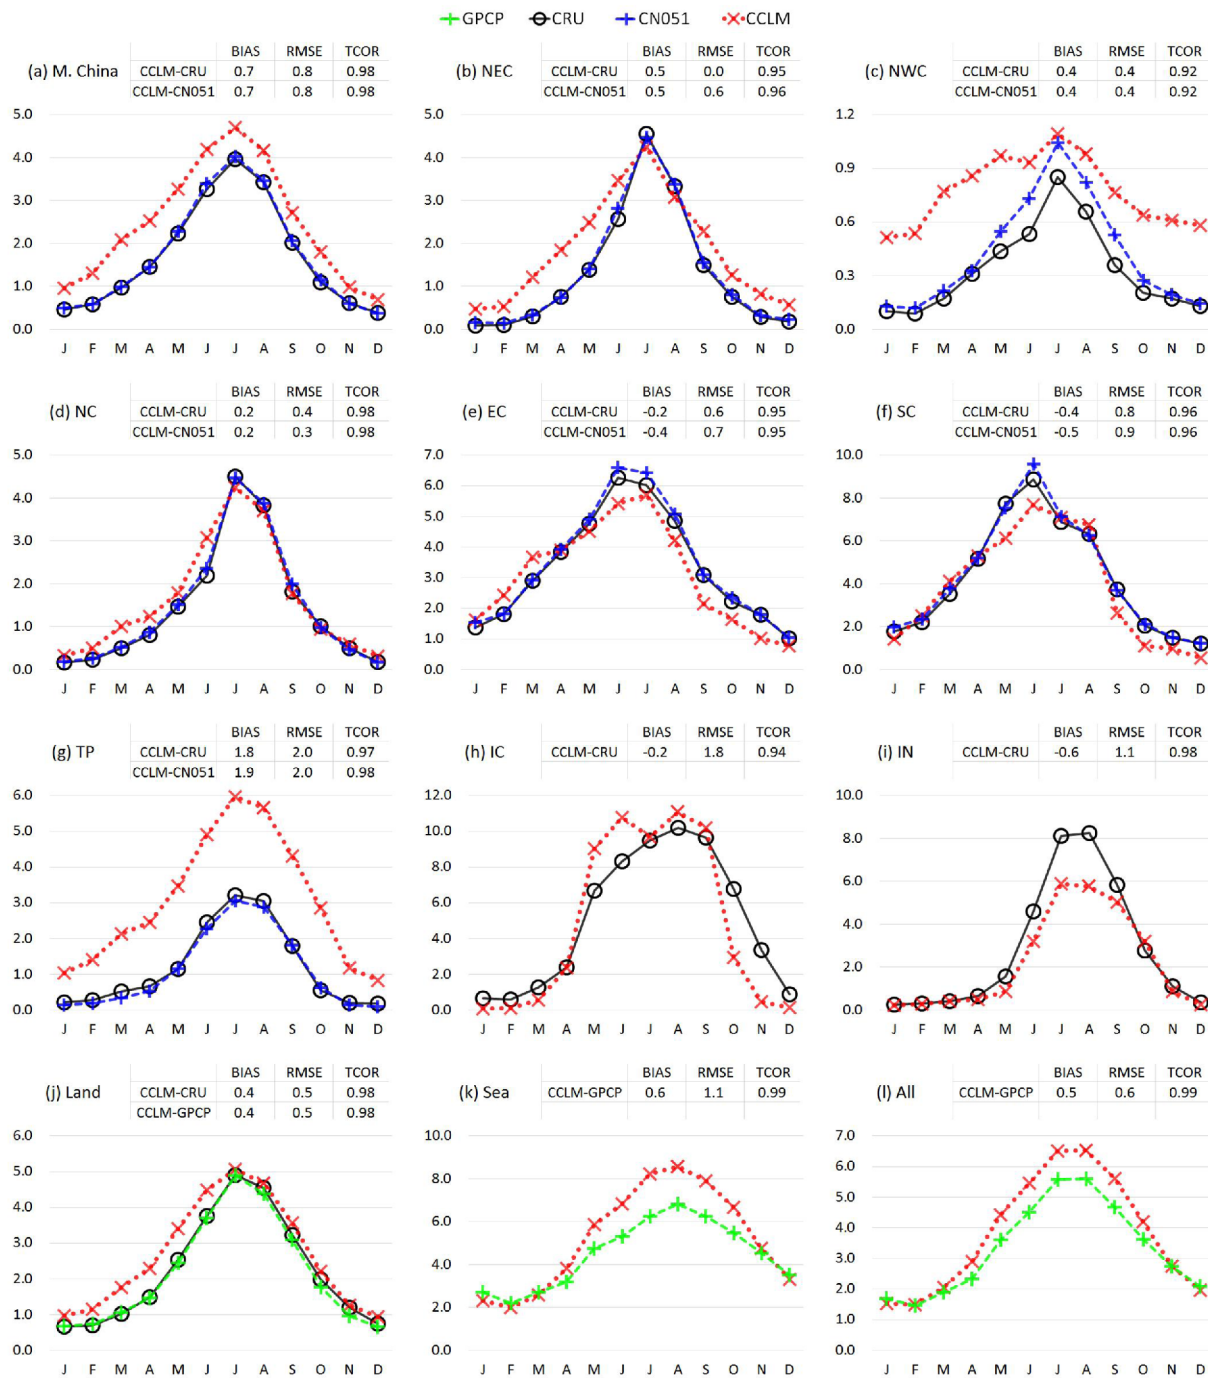 GPCP CRU CN051 CCLM
(a) M. China
BIAS RMSE TCOR
CCLM-CRU 0.7 0.8 0.98
CCLM-CN051 0.7 0.8 0.98
5.0
4.0
3.0
2.0
1.0
0.0
J F M A M J J A S O N D
(b) NEC
BIAS RMSE TCOR
CCLM-CRU 0.5 0.0 0.95
CCLM-CN051 0.5 0.6 0.96
5.0
4.0
3.0
2.0
1.0
0.0
J F M A M J J A S O N D
(c) NWC
BIAS RMSE TCOR
CCLM-CRU 0.4 0.4 0.92
CCLM-CN051 0.4 0.4 0.92
1.2
0.9
0.6
0.3
0.0
J F M A M J J A S O N D
(d) NC
BIAS RMSE TCOR
CCLM-CRU 0.2 0.4 0.98
CCLM-CN051 0.2 0.3 0.98
5.0
4.0
3.0
2.0
1.0
0.0
J F M A M J J A S O N D
(e) EC
BIAS RMSE TCOR
CCLM-CRU -0.2 0.6 0.95
CCLM-CN051 -0.4 0.7 0.95
7.0
6.0
5.0
4.0
3.0
2.0
1.0
0.0
J F M A M J J A S O N D
(f) SC
BIAS RMSE TCOR
CCLM-CRU -0.4 0.8 0.96
CCLM-CN051 -0.5 0.9 0.96
10.0
8.0
6.0
4.0
2.0
0.0
J F M A M J J A S O N D
(g) TP
BIAS RMSE TCOR
CCLM-CRU 1.8 2.0 0.97
CCLM-CN051 1.9 2.0 0.98
6.0
5.0
4.0
3.0
2.0
1.0
0.0
J F M A M J J A S O N D
(h) IC
BIAS RMSE TCOR
CCLM-CRU -0.2 1.8 0.94
12.0
10.0
8.0
6.0
4.0
2.0
0.0
J F M A M J J A S O N D
(i) IN
BIAS RMSE TCOR
CCLM-CRU -0.6 1.1 0.98
10.0
8.0
6.0
4.0
2.0
0.0
J F M A M J J A S O N D
(j) Land
BIAS RMSE TCOR
CCLM-CRU 0.4 0.5 0.98
CCLM-GPCP 0.4 0.5 0.98
6.0
5.0
4.0
3.0
2.0
1.0
0.0
J F M A M J J A S O N D
(k) Sea
BIAS RMSE TCOR
CCLM-GPCP 0.6 1.1 0.99
10.0
8.0
6.0
4.0
2.0
0.0
J F M A M J J A S O N D
(l) All
BIAS RMSE TCOR
CCLM-GPCP 0.5 0.6 0.99
7.0
6.0
5.0
4.0
3.0
2.0
1.0
0.0
J F M A M J J A S O N D